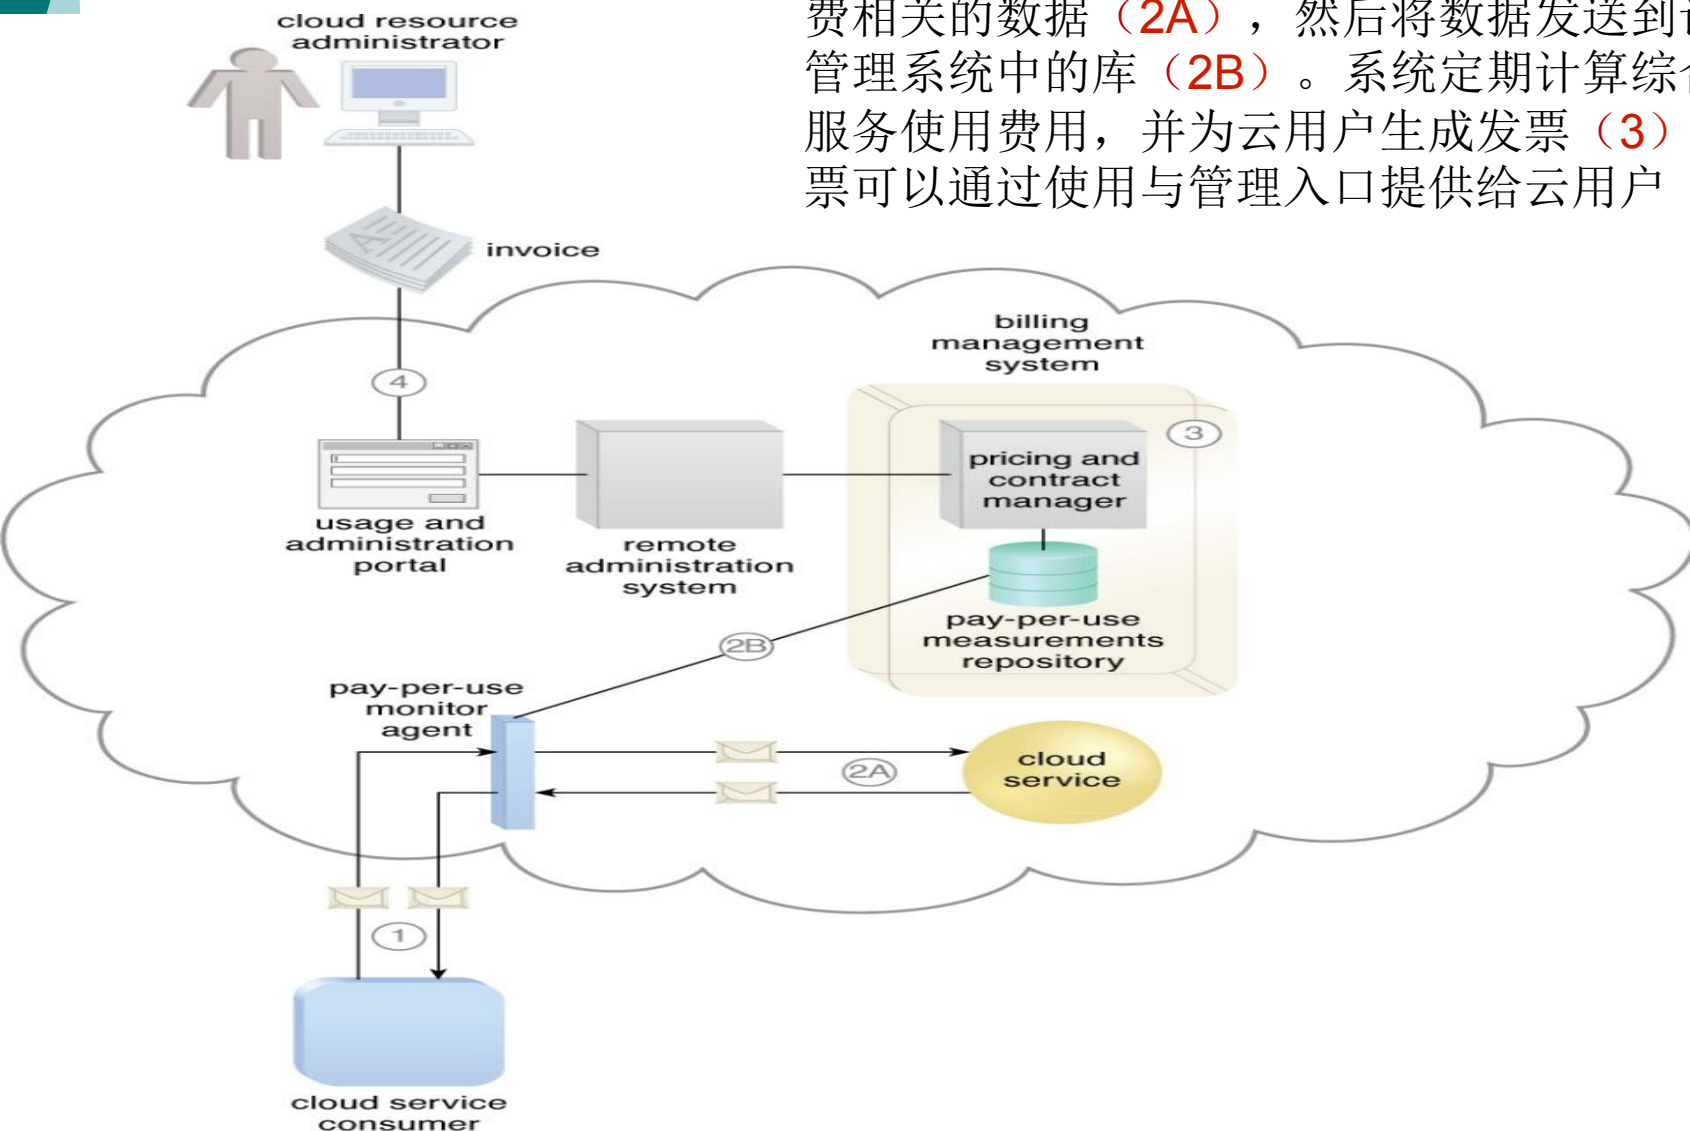 cloud resource
administrator
费相关的数据（2A），然后将数据发送到
管理系统中的库（2B）。系统定期计算综合
服务使用费用，并为云用户生成发票（3）
票可以通过使用与管理入口提供给云用户
invoice
billing
management
system
4
3
pricing and
contract
manager
usage and
administration
portal
remote
administration
system
pay-per-use
measurements
repository
2B
pay-per-use
monitor
agent
2A
cloud
service
1
cloud service
consumer